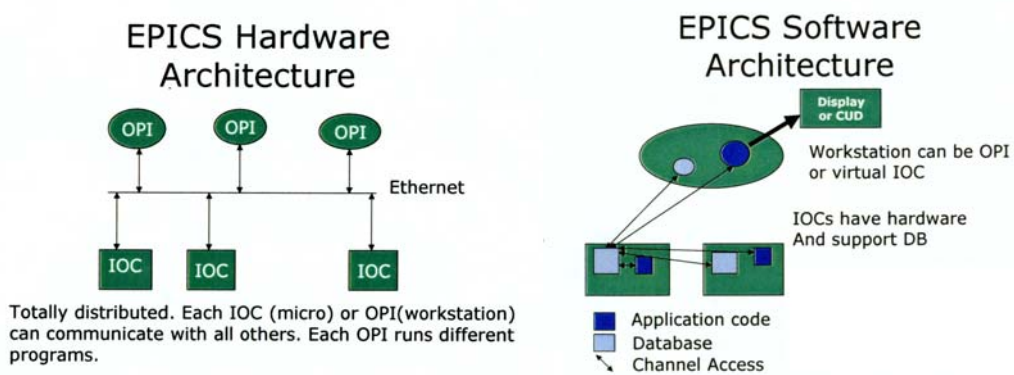 EPICS Hardware
Architecture
OPI
OPI
OPI
Ethernet
IOC
IOC
IOC
Totally distributed. Each IOC (micro) or OPI(workstation)
can communicate with all others. Each OPI runs different
programs.
EPICS Software
Architecture
Display
or CUD
Workstation can be OPI
or virtual IOC
IOCs have hardware
And support DB
Application code
Database
Channel Access